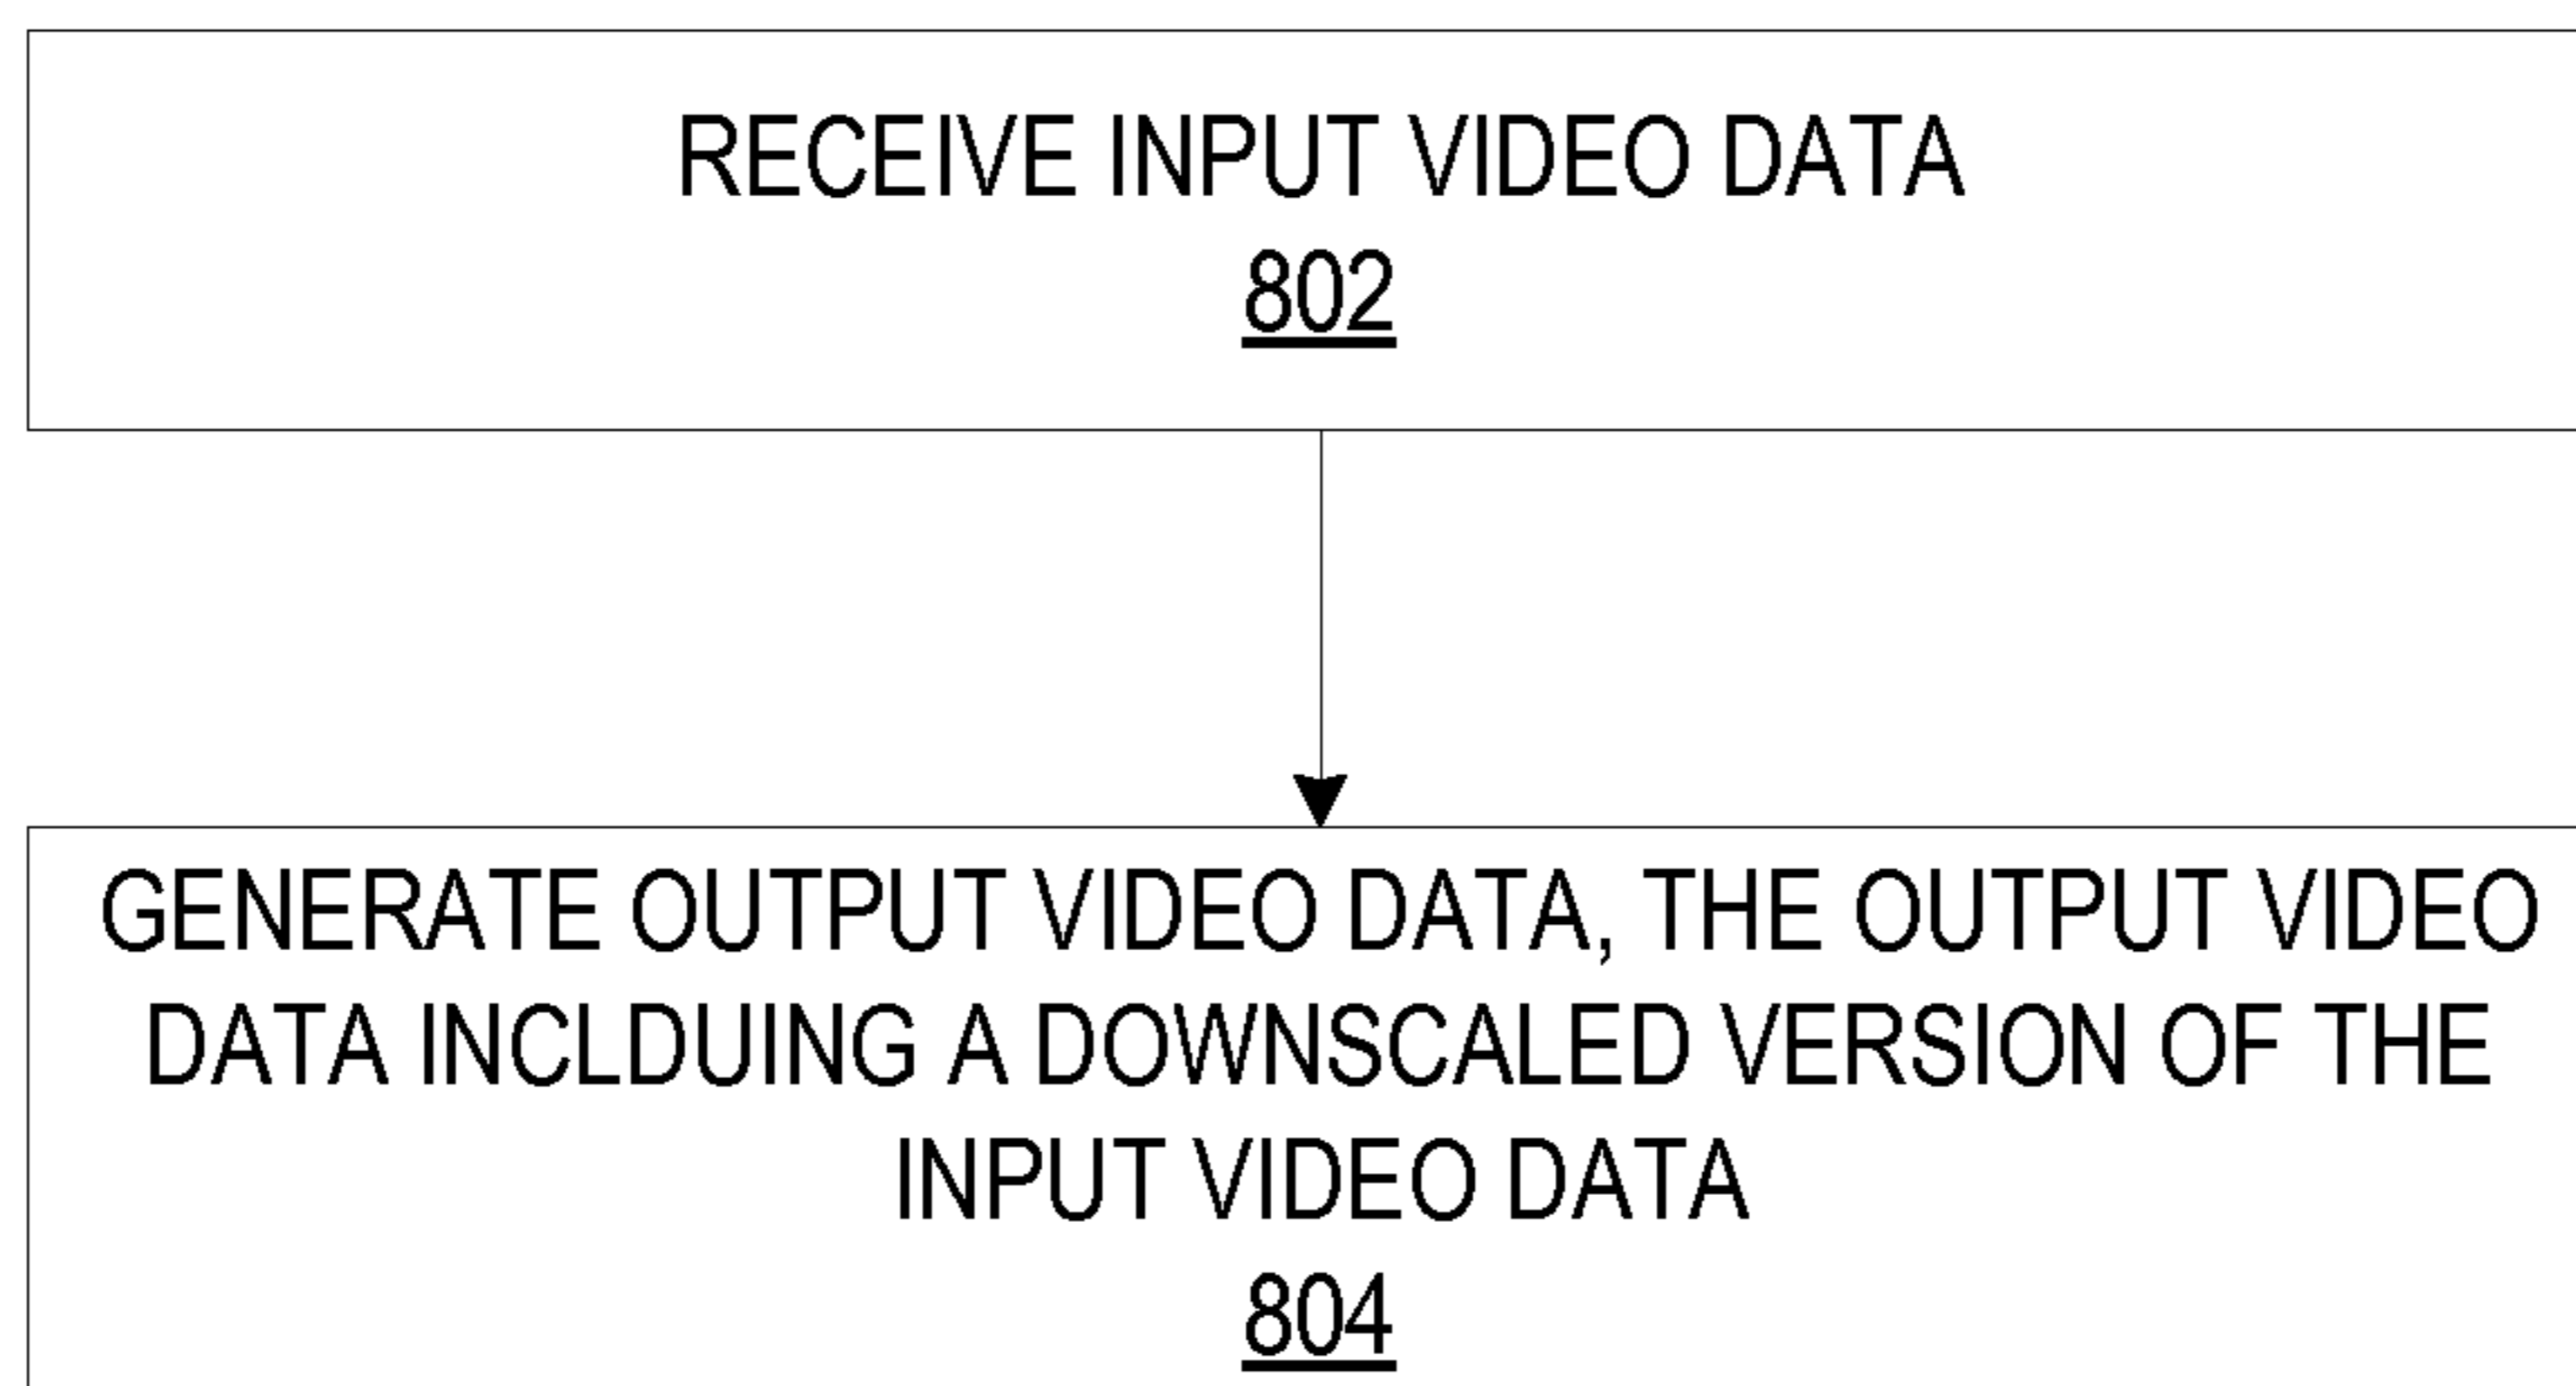 RECEIVE INPUT VIDEO DATA
802
GENERATE OUTPUT VIDEO DATA, THE OUTPUT VIDEO
DATA INCLDUING A DOWNSCALED VERSION OF THE
INPUT VIDEO DATA
804